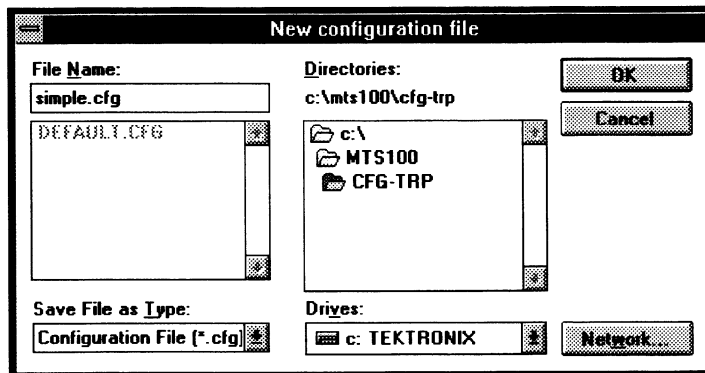 New configuration file
File Name:
simple.cfg
DEFAULT.CFG
Save File as Type:
Configuration File (*.cfg)
Directories:
c:\mts100\cfg-trp
c:\
MTS100
CFG-TRP
Drives:
c: TEKTRONIX
OK
Cancel
Network...